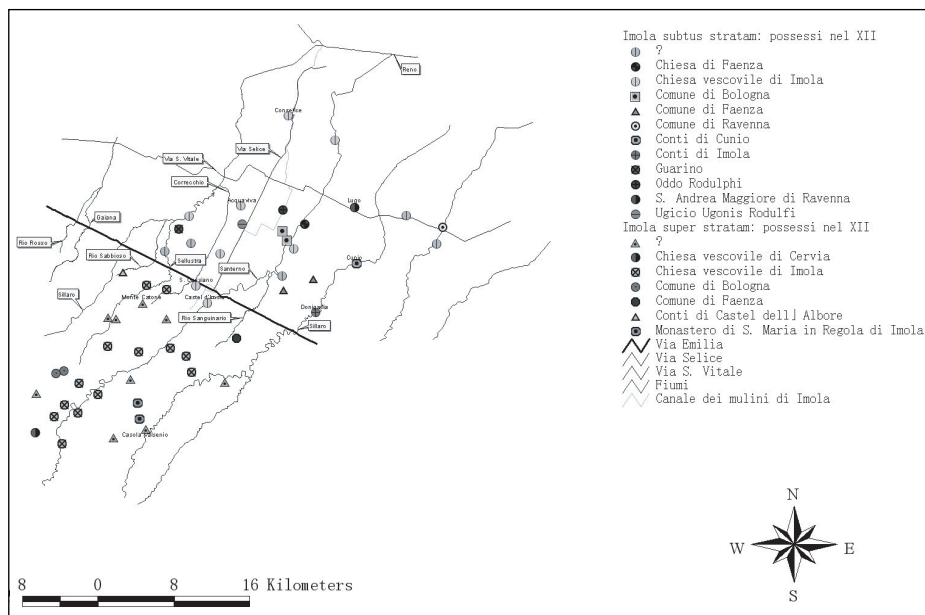 Reno
Conselice
Via Selice
Via S. Vitale
Correcchio
Acquaviva
Lugo
Gaiana
Rio Rosso
Rio Sabbioso
Sellustra
Santerno
Cunio
S. Cassiano
Sillaro
Monte Catone
Castel d'Imola
Donigallia
Rio Sanguinario
Sillaro
Casola Valsenio
Imola subtus stratam: possessi nel XII
?
Chiesa di Faenza
Chiesa vescovile di Imola
Comune di Bologna
Comune di Faenza
Comune di Ravenna
Conti di Cunio
Conti di Imola
Guarino
Oddo Rodulphi
S. Andrea Maggiore di Ravenna
Ugicio Ugonis Rodulfi
Imola super stratam: possessi nel XII
?
Chiesa vescovile di Cervia
Chiesa vescovile di Imola
Comune di Bologna
Comune di Faenza
Conti di Castel dell⌡Albore
Monastero di S. Maria in Regola di Imola
Via Emilia
Via Selice
Via S. Vitale
Fiumi
Canale dei mulini di Imola
N
W E
S
8 0 8 16 Kilometers